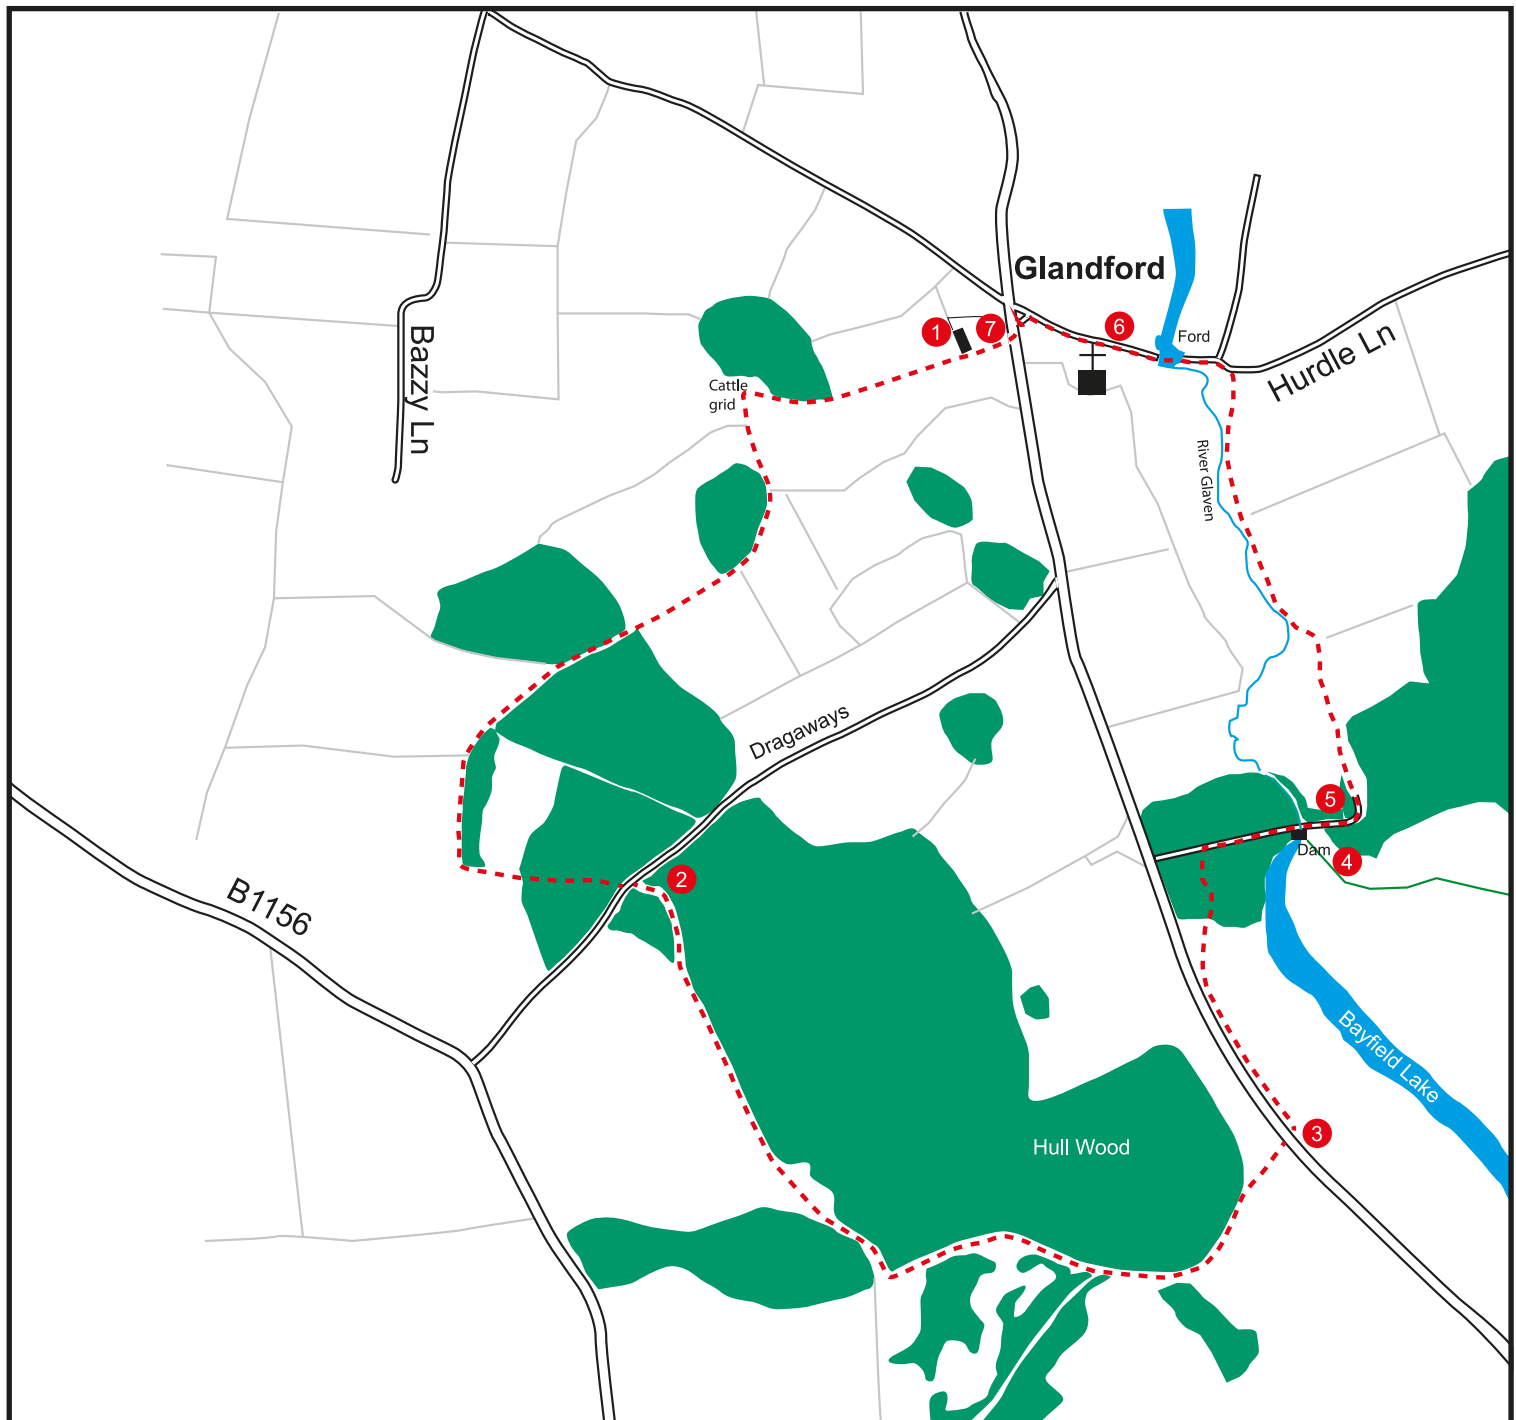 Glandford
Bazzy Ln
1
7
6
Ford
Hurdle Ln
Cattle
grid
River Glaven
Dragaways
5
Dam
4
2
B1156
Bayfield Lake
3
Hull Wood